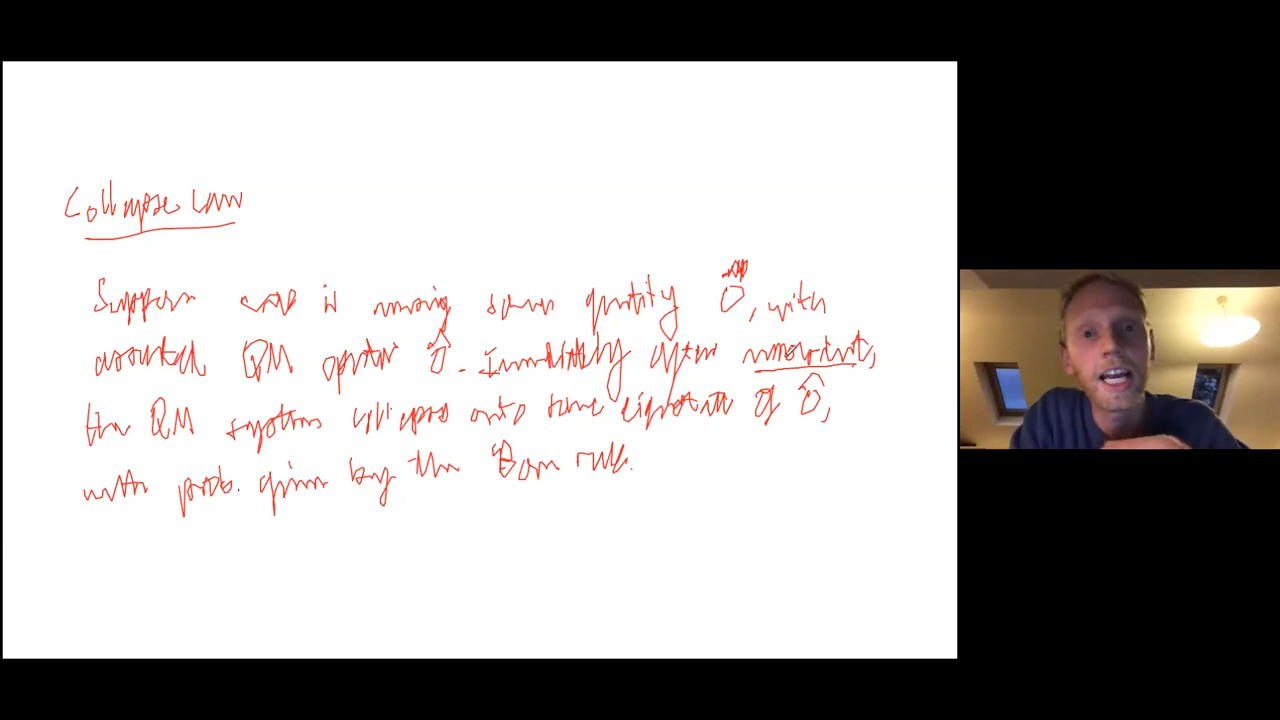 Collapse Law
Suppose one is measuring some quantity O, with
associated QM operator Ô. Immediately after measurement,
the QM system collapses onto some eigenstate of Ô,
with prob. given by the Born rule.